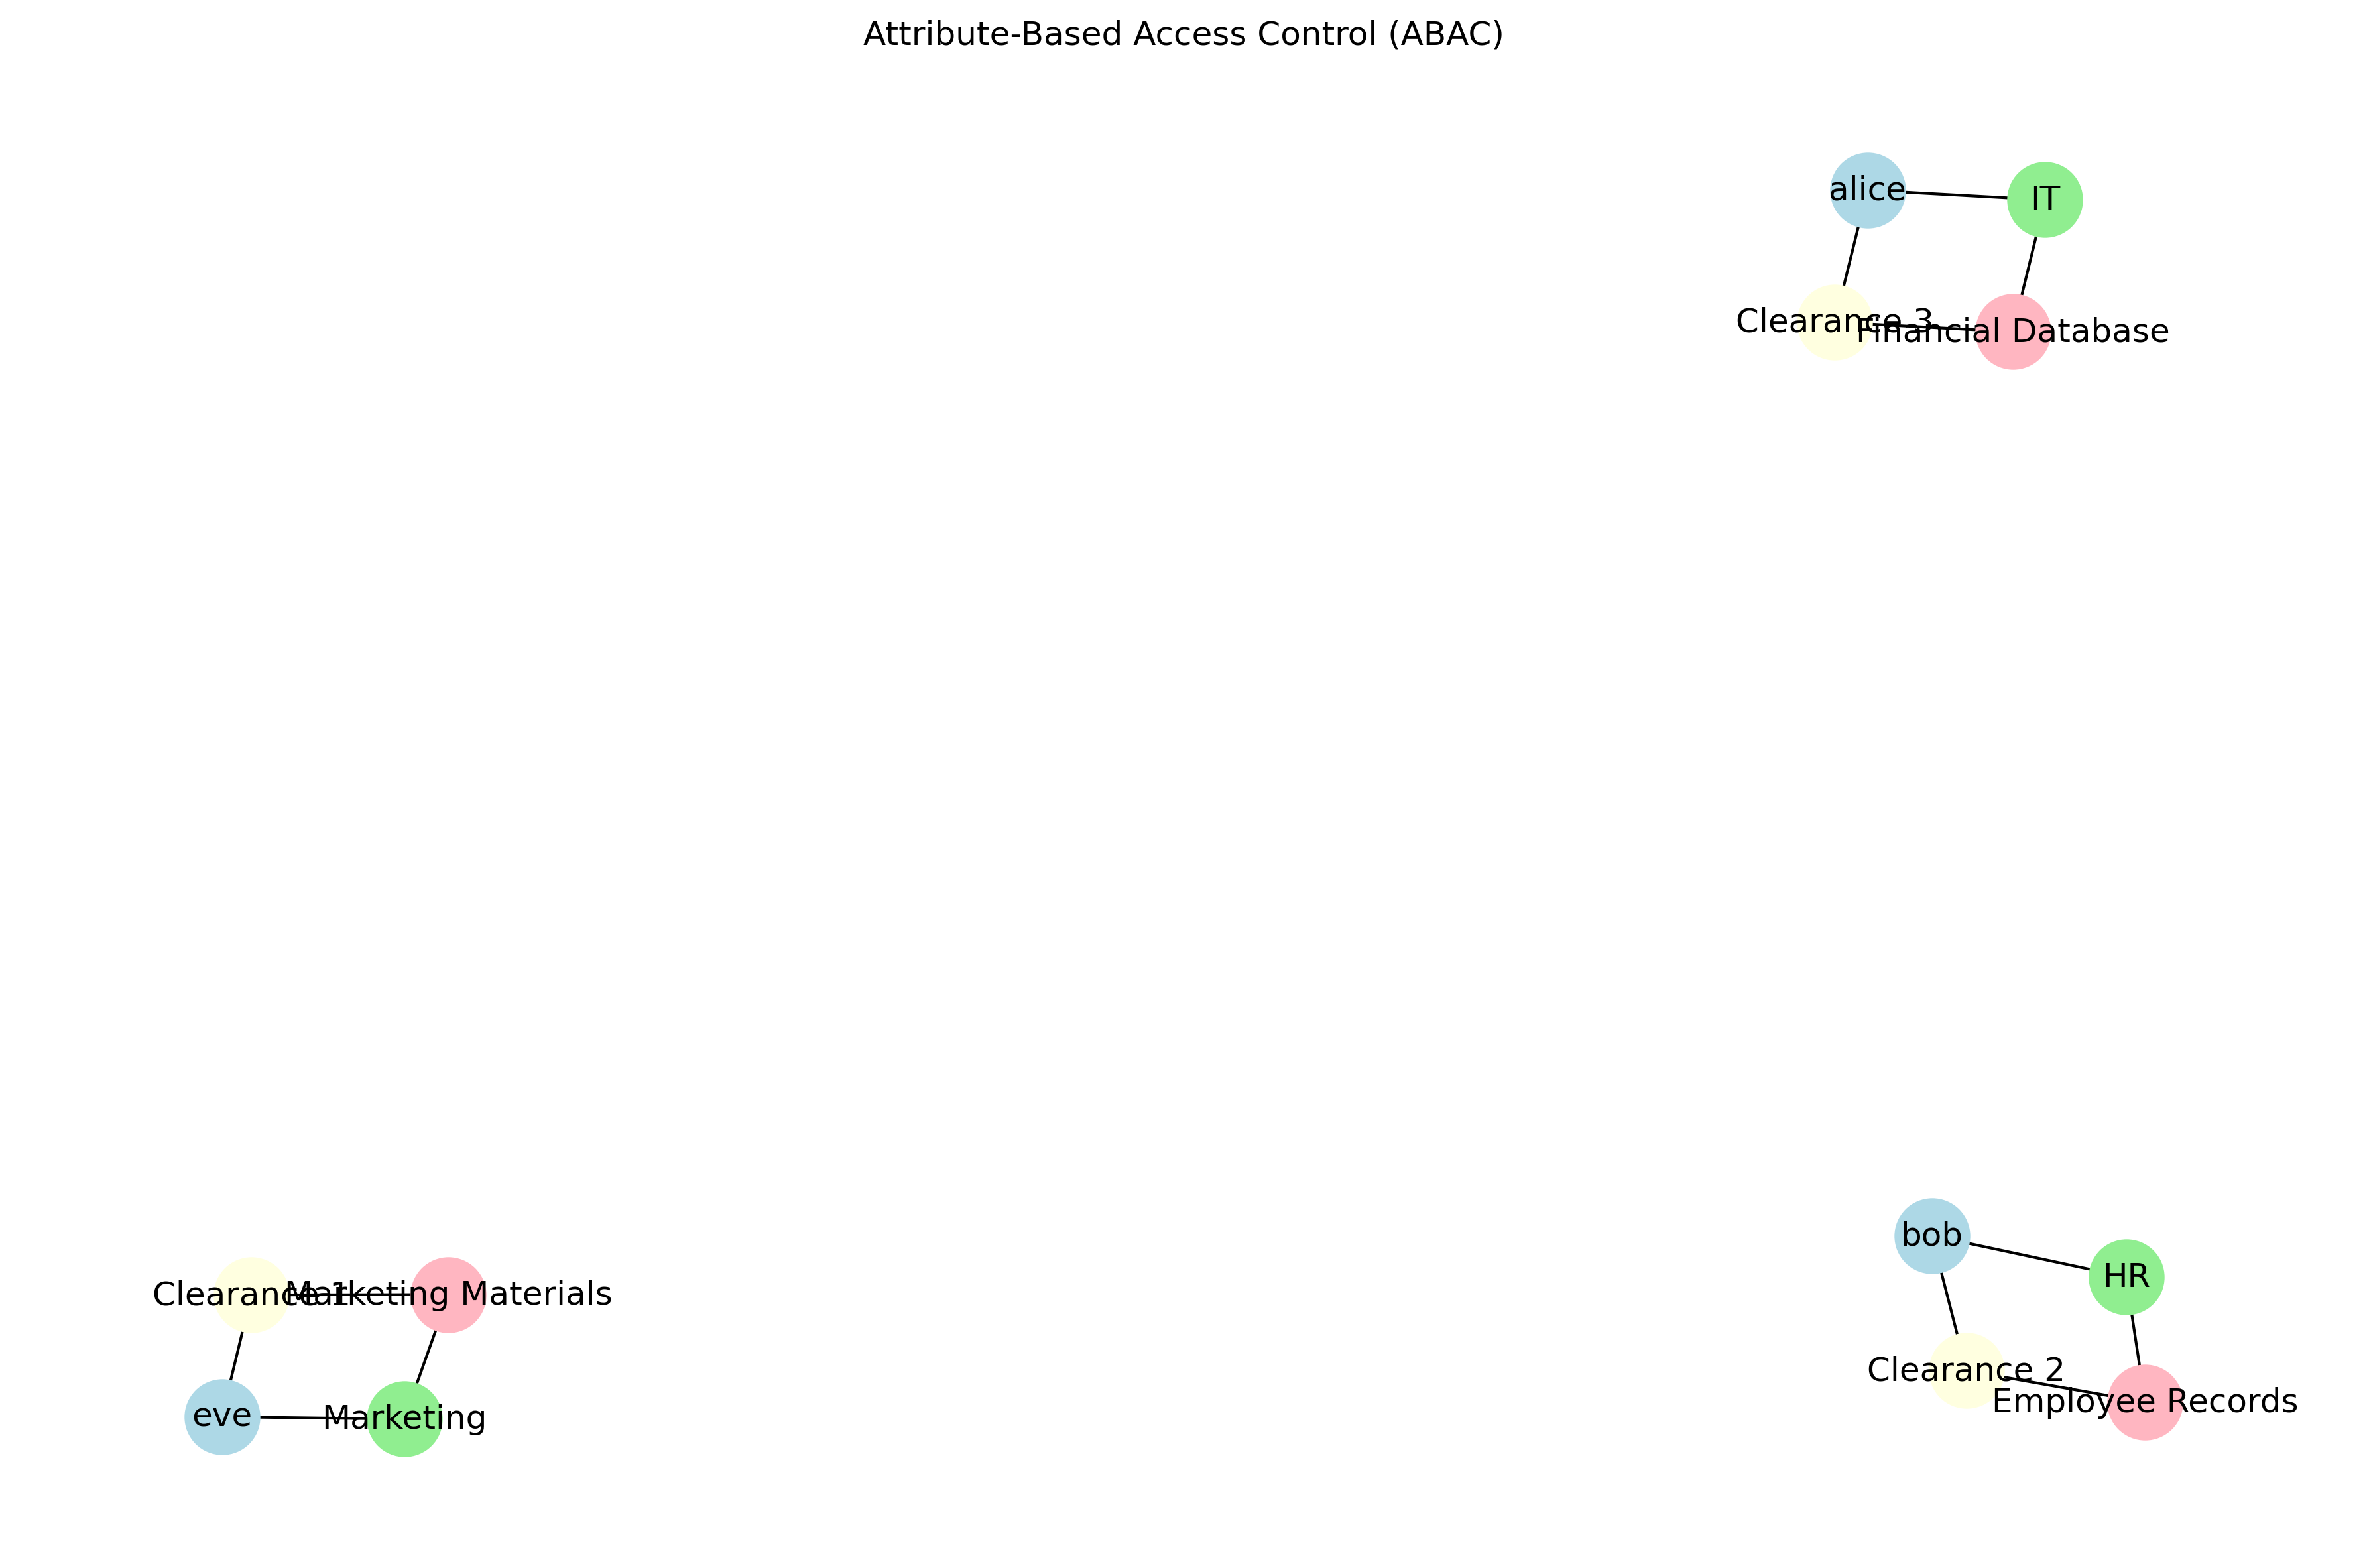 Attribute-Based Access Control (ABAC)
alice
IT
Clearance 3
Financial Database
bob
HR
Clearance 2
Employee Records
Clearance 1
Marketing Materials
eve
Marketing